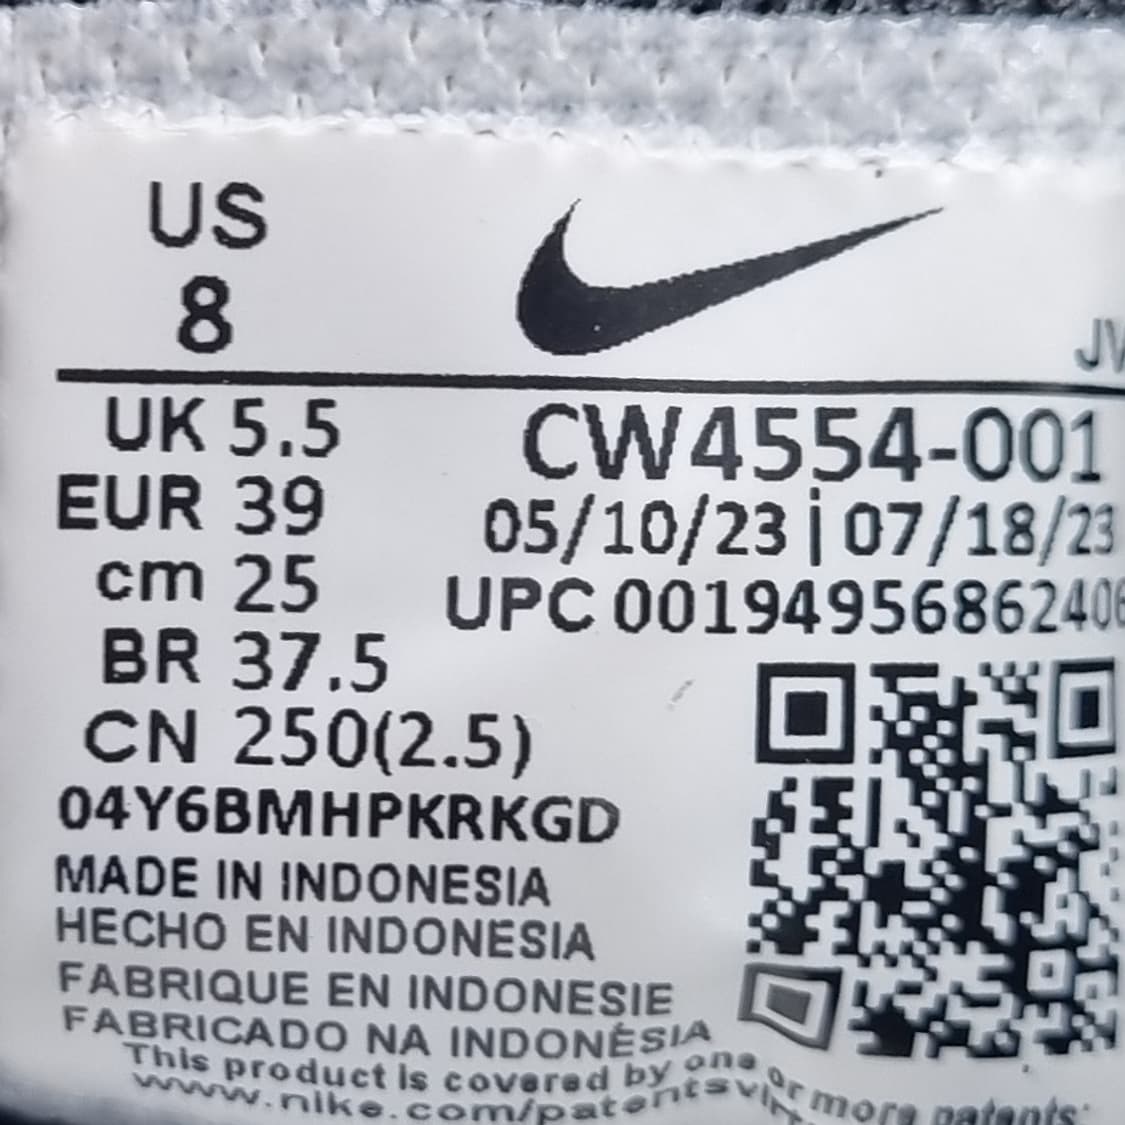 US
8
JV
UK 5.5
EUR 39
cm 25
BR 37.5
CN 250(2.5)
CW4554-001
05/10/23 | 07/18/23
UPC 00194956862406
04Y6BMHPKRKGD
MADE IN INDONESIA
HECHO EN INDONESIA
FABRIQUE EN INDONESIE
FABRICADO NA INDONÉSIA
This product is covered by one or more patents:
www.nike.com/patents